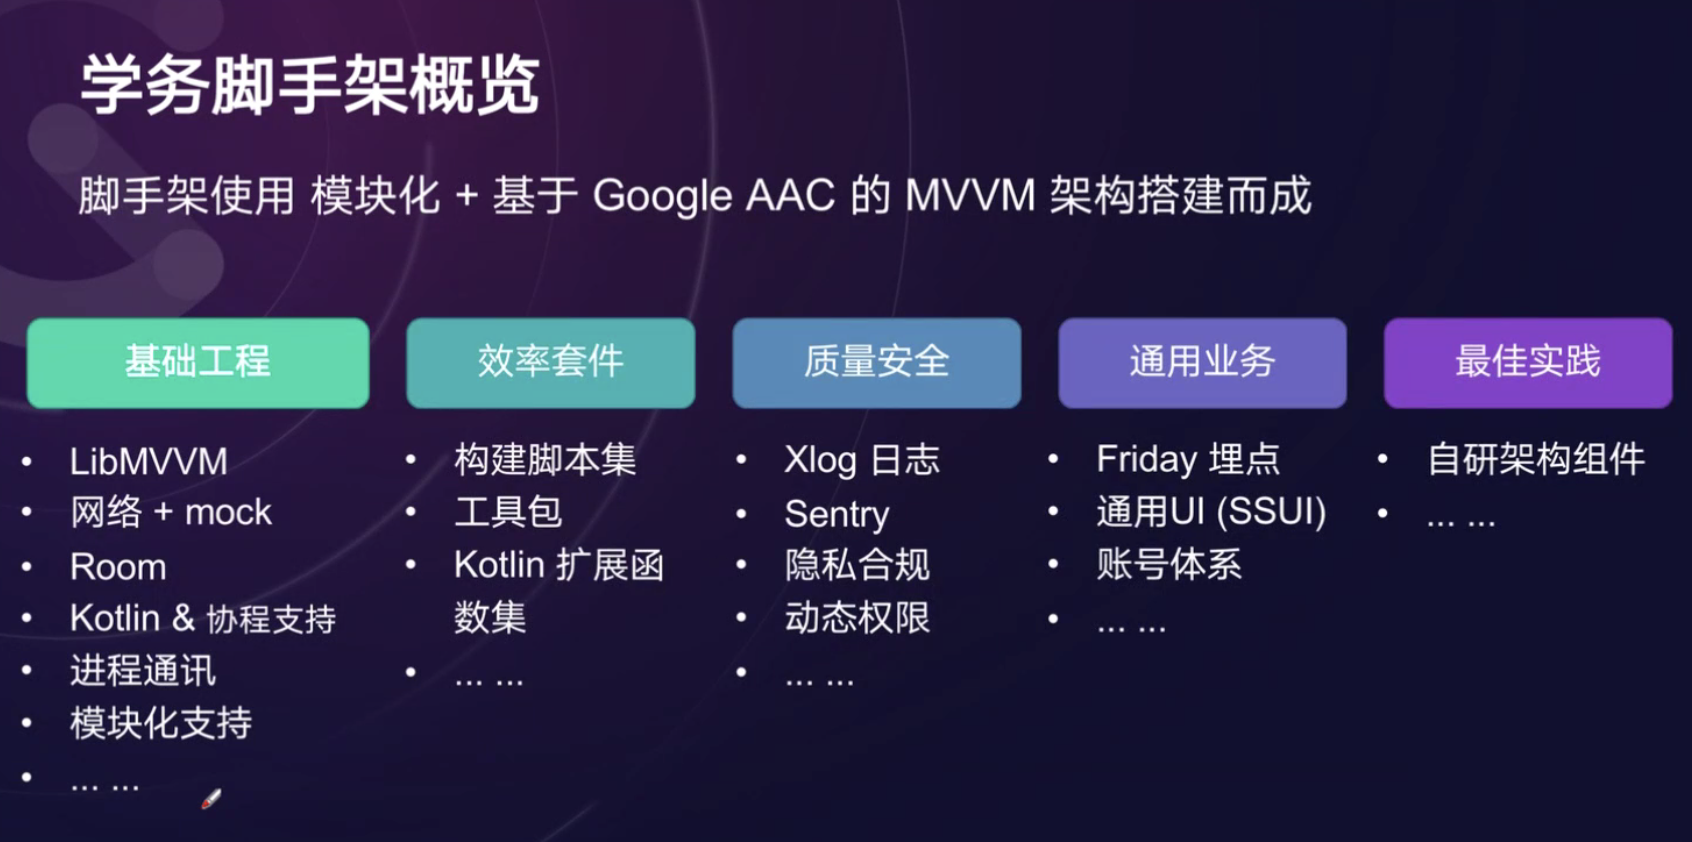 学务脚手架概览
脚手架使用 模块化 + 基于 Google AAC 的 MVVM 架构搭建而成
基础工程
• LibMVVM
• 网络 + mock
• Room
• Kotlin & 协程支持
• 进程通讯
• 模块化支持
• ... ...
效率套件
• 构建脚本集
• 工具包
• Kotlin 扩展函
数集
• ... ...
质量安全
• Xlog 日志
• Sentry
• 隐私合规
• 动态权限
• ... ...
通用业务
• Friday 埋点
• 通用UI (SSUI)
• 账号体系
• ... ...
最佳实践
• 自研架构组件
• ... ...